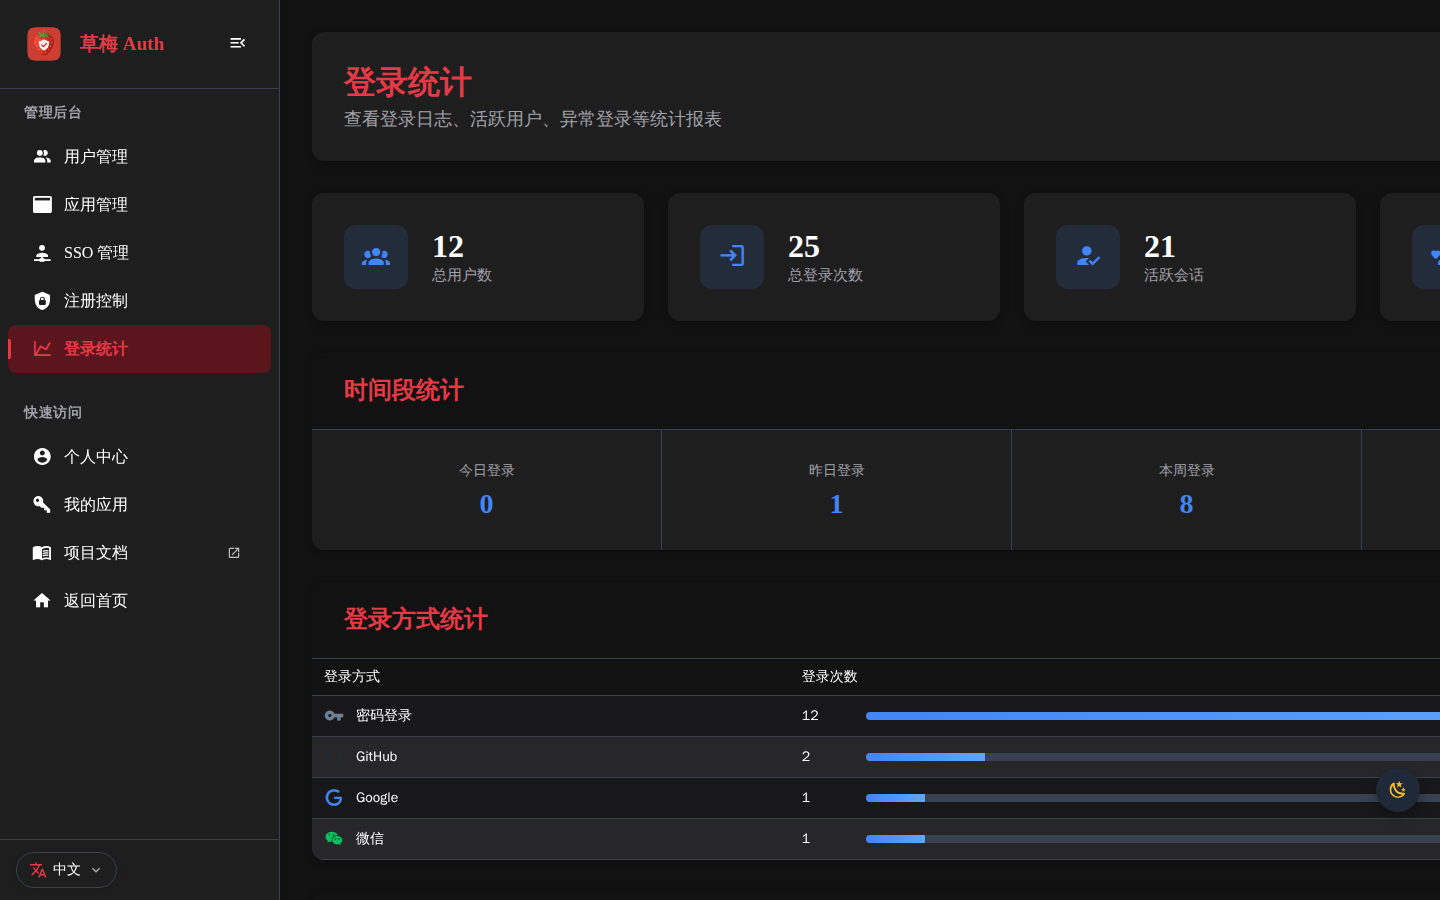 草梅 Auth
管理后台
用户管理
应用管理
SSO 管理
注册控制
登录统计
快速访问
个人中心
我的应用
项目文档
返回首页
中文
登录统计
查看登录日志、活跃用户、异常登录等统计报表
12
总用户数
25
总登录次数
21
活跃会话
时间段统计
今日登录
0
昨日登录
1
本周登录
8
登录方式统计
登录方式 登录次数
密码登录 12
GitHub 2
Google 1
微信 1